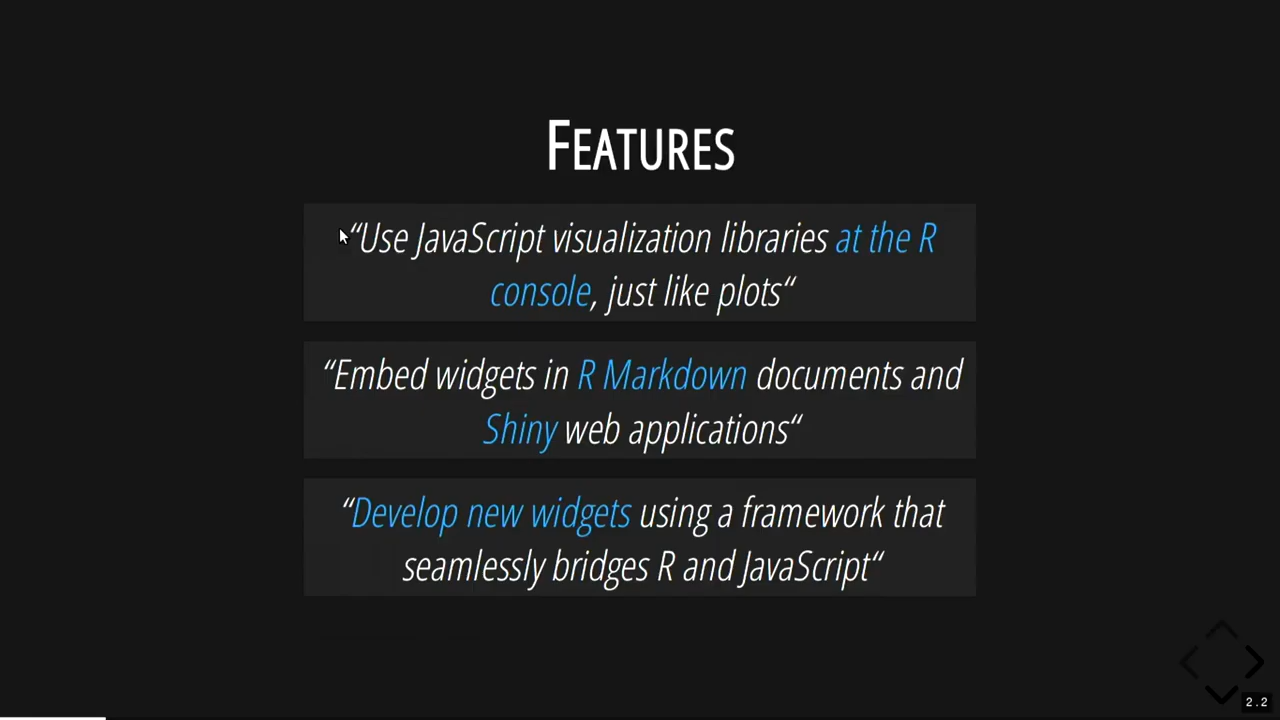 FEATURES
“Use JavaScript visualization libraries at the R
console, just like plots“
“Embed widgets in R Markdown documents and
Shiny web applications“
“Develop new widgets using a framework that
seamlessly bridges R and JavaScript“
2.2